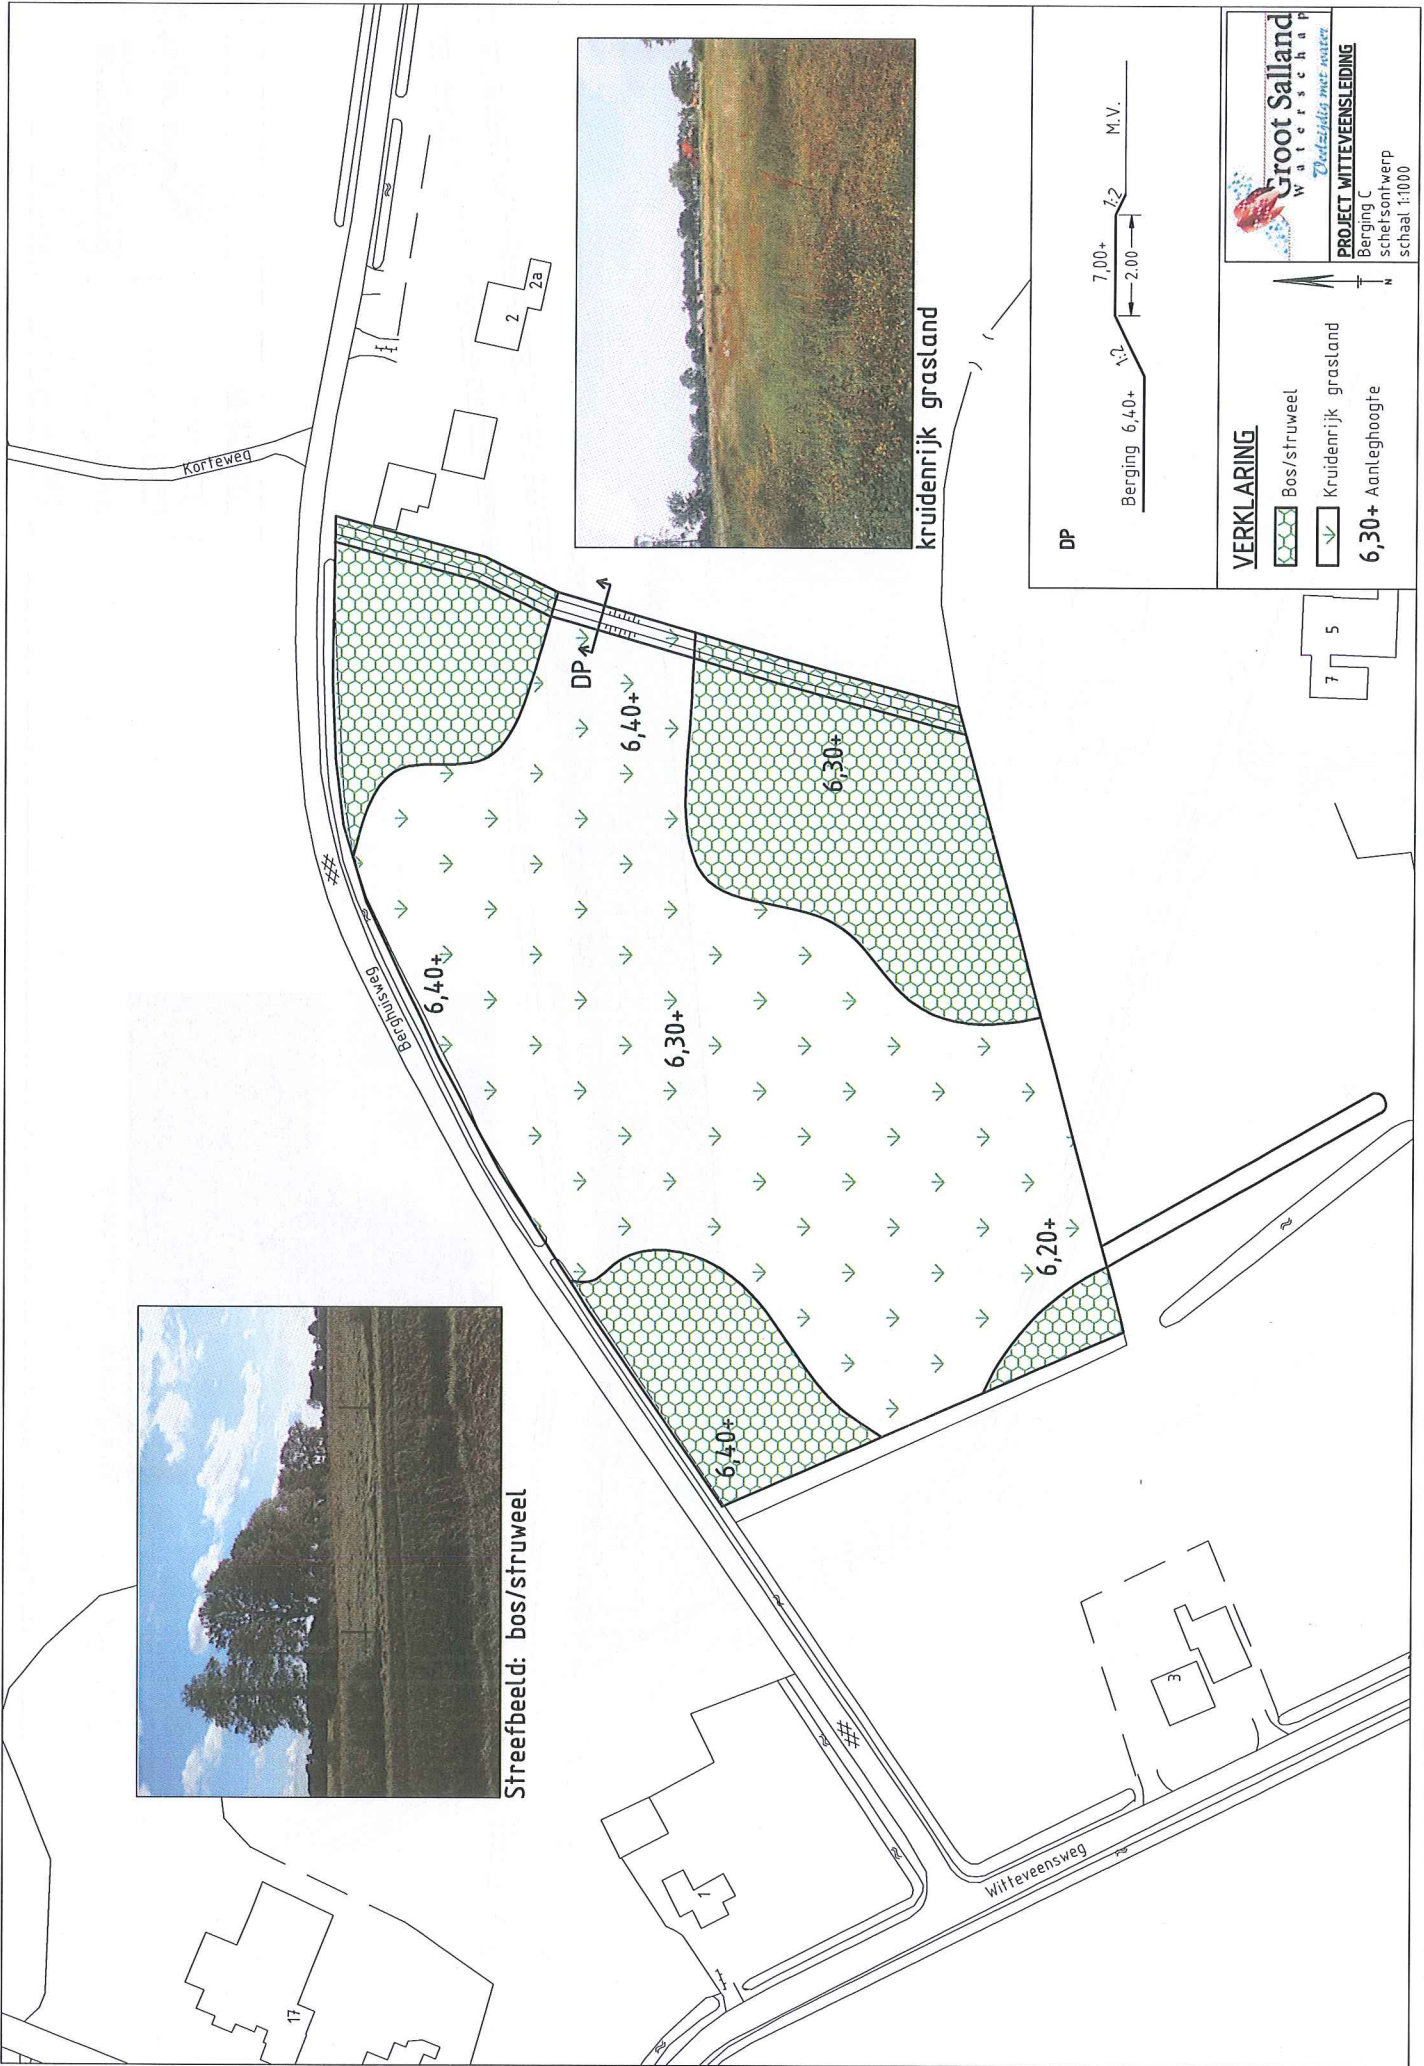 Korteweg
Berghuisweg
Witteveensweg
17
1
3
2
2a
7
5
DP
6,40+
6,40+
6,30+
6,30+
6,40+
6,20+
Streefbeeld: bos/struweel
kruidenrijk grasland
DP
Berging 6,40+
1:2
7,00+
2.00
1:2
M.V.
VERKLARING
Bos/struweel
Kruidenrijk grasland
6,30+ Aanleghoogte
N
Groot Salland
Waterschap
Veelzijdig met water
PROJECT WITTEVEENSLEIDING
Berging C
schetsontwerp
schaal 1:1000